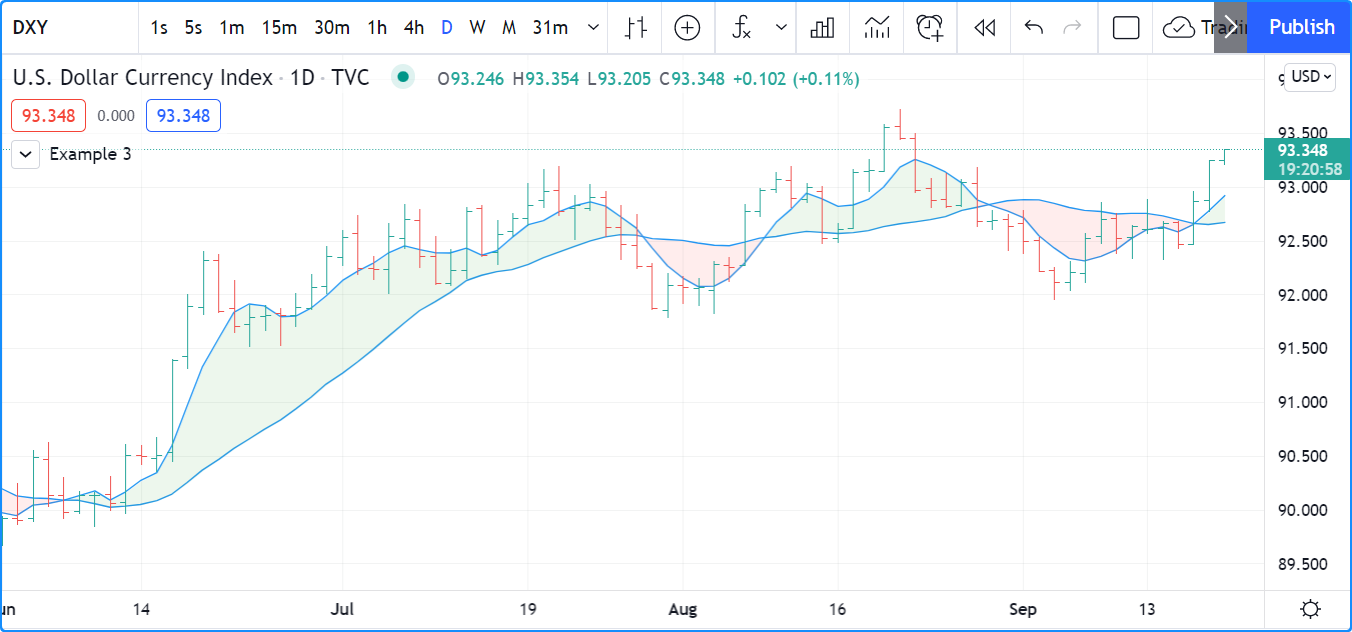 DXY 1s 5s 1m 15m 30m 1h 4h D W M 31m Publish
U.S. Dollar Currency Index · 1D · TVC O93.246 H93.354 L93.205 C93.348 +0.102 (+0.11%) USD
93.348 0.000 93.348
Example 3
93.500
93.348
19:20:58
93.000
92.500
92.000
91.500
91.000
90.500
90.000
89.500
14 Jul 19 Aug 16 Sep 13